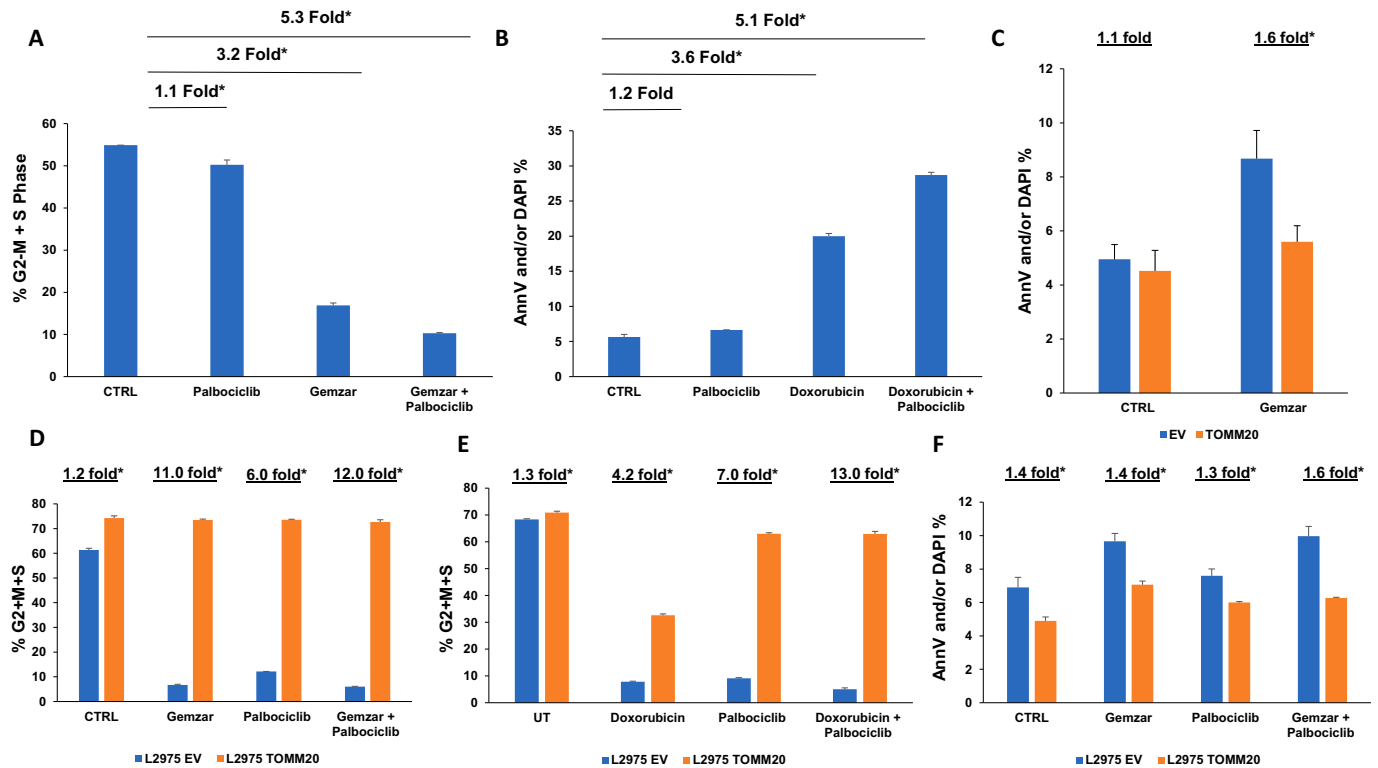 A
5.3 Fold*
3.2 Fold*
1.1 Fold*
% G2-M + S Phase
60
50
40
30
20
10
0
CTRL
Palbociclib
Gemzar
Gemzar +
Palbociclib
B
5.1 Fold*
3.6 Fold*
1.2 Fold
AnnV and/or DAPI %
35
30
25
20
15
10
5
0
CTRL
Palbociclib
Doxorubicin
Doxorubicin +
Palbociclib
C
1.1 fold
1.6 fold*
AnnV and/or DAPI %
12
10
8
6
4
2
0
CTRL
Gemzar
EV
TOMM20
D
1.2 fold*
11.0 fold*
6.0 fold*
12.0 fold*
% G2+M+S
80
70
60
50
40
30
20
10
0
CTRL
Gemzar
Palbociclib
Gemzar +
Palbociclib
L2975 EV
L2975 TOMM20
E
1.3 fold*
4.2 fold*
7.0 fold*
13.0 fold*
% G2+M+S
80
70
60
50
40
30
20
10
0
UT
Doxorubicin
Palbociclib
Doxorubicin +
Palbociclib
L2975 EV
L2975 TOMM20
F
1.4 fold*
1.4 fold*
1.3 fold*
1.6 fold*
AnnV and/or DAPI %
12
10
8
6
4
2
0
CTRL
Gemzar
Palbociclib
Gemzar +
Palbociclib
L2975 EV
L2975 TOMM20